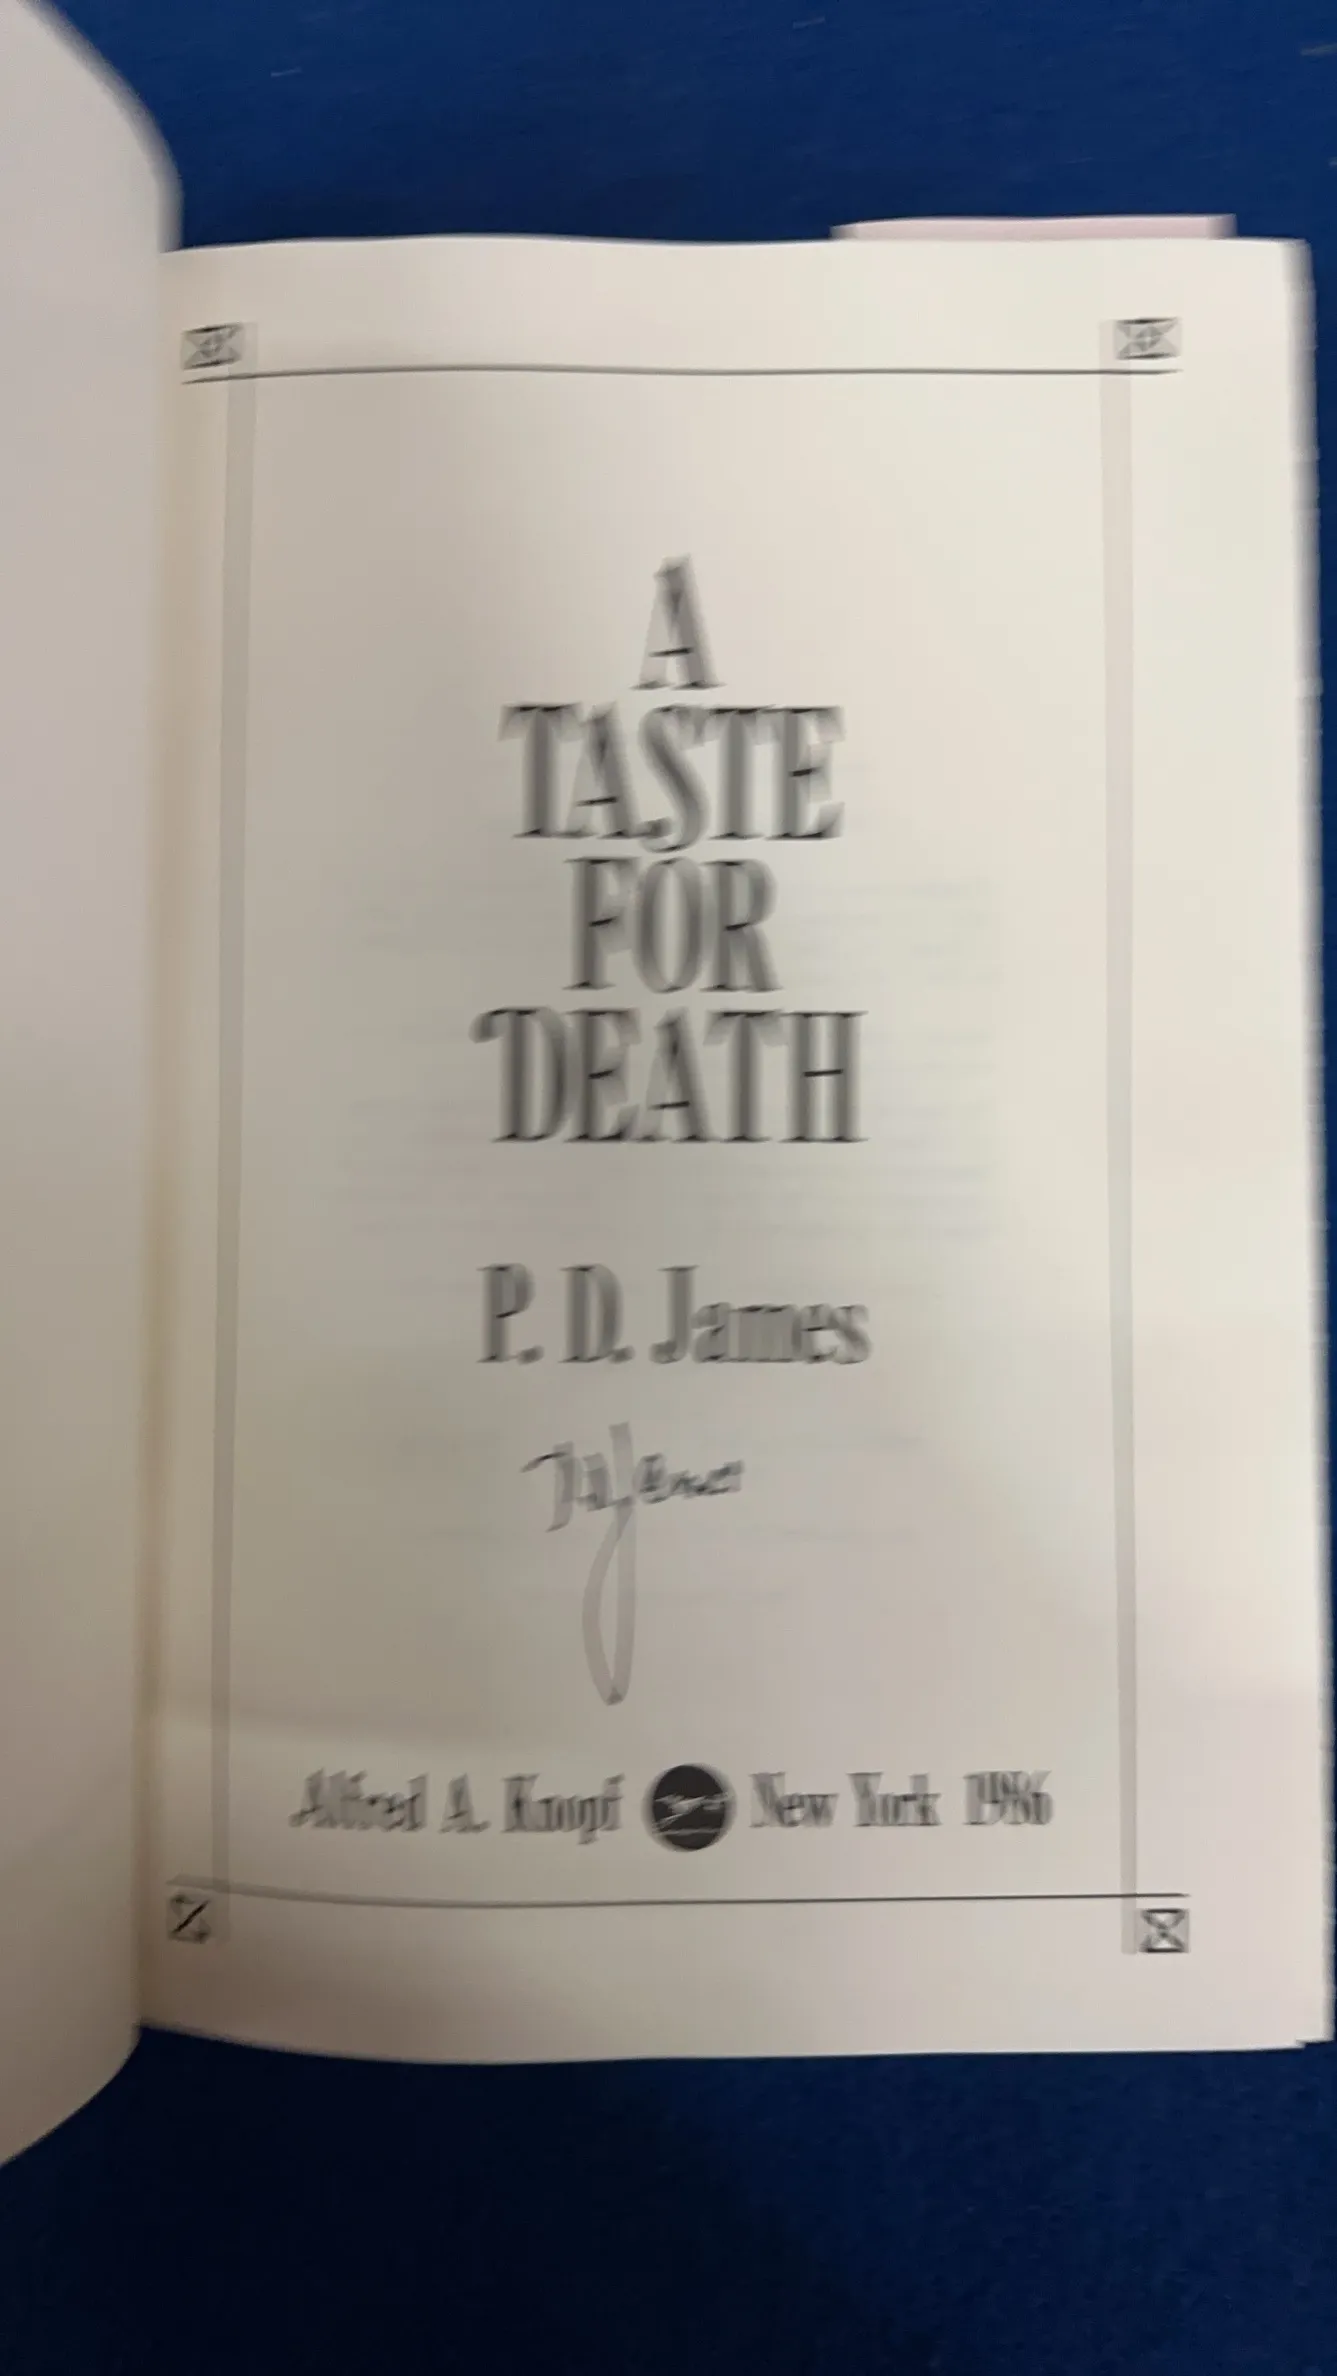 A
TASTE
FOR
DEATH
P. D. James
Alfred A. Knopf New York 1986